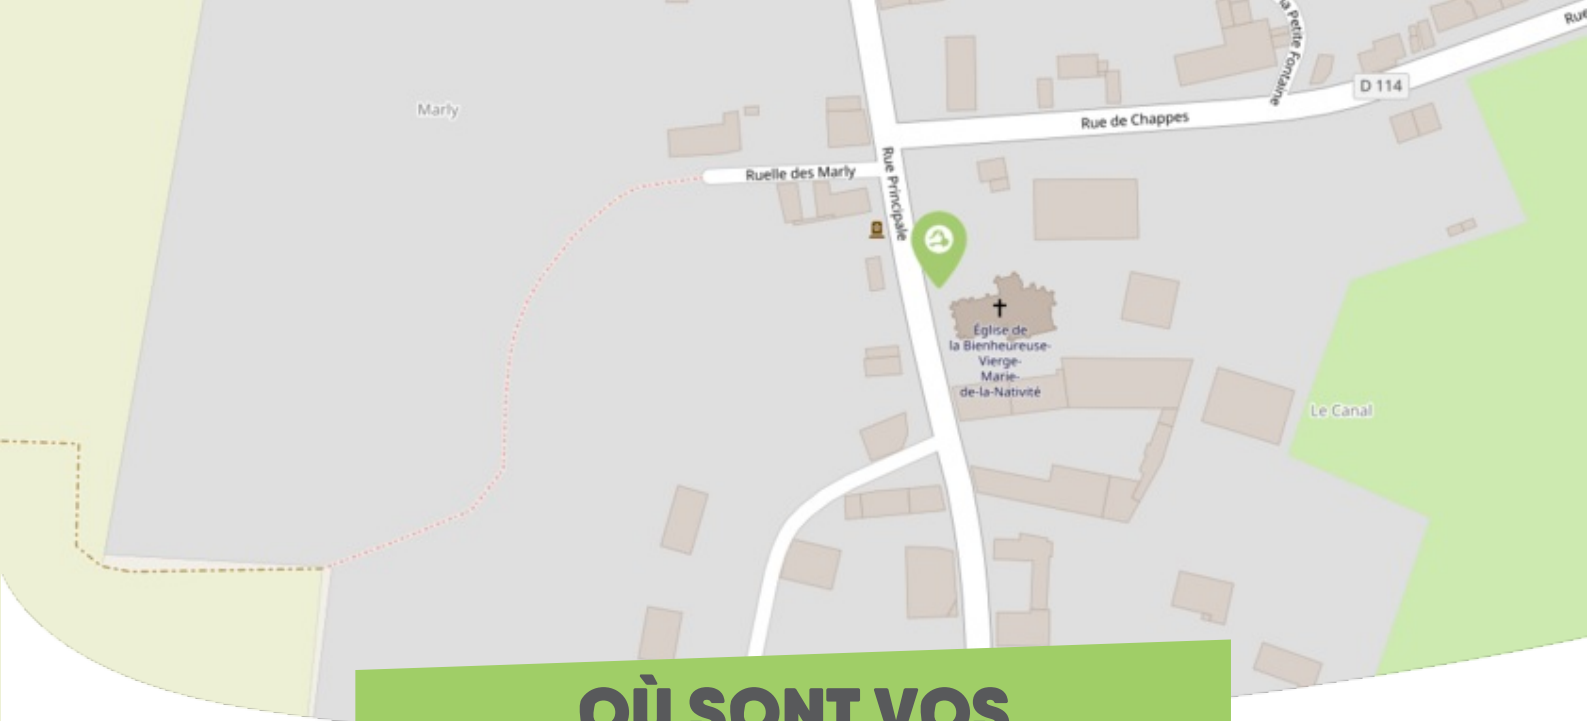 la Petite Fontaine
Rue
D 114
Marly
Rue de Chappes
Ruelle des Marly
Rue Principale
Église de
la Bienheureuse-
Vierge-
Marie-
de-la-Nativité
Le Canal
OÙ SONT VOS